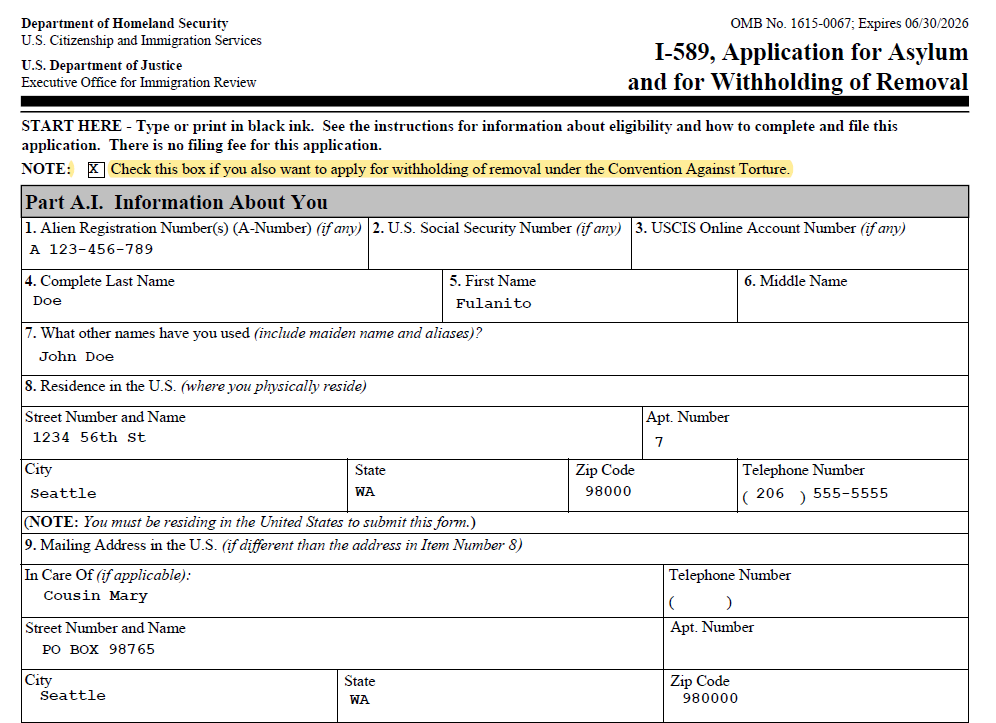 Department of Homeland Security
U.S. Citizenship and Immigration Services
U.S. Department of Justice
Executive Office for Immigration Review
OMB No. 1615-0067; Expires 06/30/2026
I-589, Application for Asylum
and for Withholding of Removal
START HERE - Type or print in black ink. See the instructions for information about eligibility and how to complete and file this
application. There is no filing fee for this application.
NOTE: X Check this box if you also want to apply for withholding of removal under the Convention Against Torture.
Part A.I. Information About You
1. Alien Registration Number(s) (A-Number) (if any)
A 123-456-789
2. U.S. Social Security Number (if any)
3. USCIS Online Account Number (if any)
4. Complete Last Name
Doe
5. First Name
Fulanito
6. Middle Name
7. What other names have you used (include maiden name and aliases)?
John Doe
8. Residence in the U.S. (where you physically reside)
Street Number and Name
1234 56th St
Apt. Number
7
City
Seattle
State
WA
Zip Code
98000
Telephone Number
( 206 ) 555-5555
(NOTE: You must be residing in the United States to submit this form.)
9. Mailing Address in the U.S. (if different than the address in Item Number 8)
In Care Of (if applicable):
Cousin Mary
Telephone Number
( )
Street Number and Name
PO BOX 98765
Apt. Number
City
Seattle
State
WA
Zip Code
980000